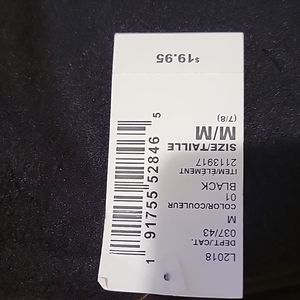 L2018
DEPT./CAT.
037/43
M
COLOR/COULEUR
01
BLACK
ITEM/ÉLÉMENT
2113917
SIZE/TAILLE
M/M
(7/8)
1 91755 52846 5
$19.95